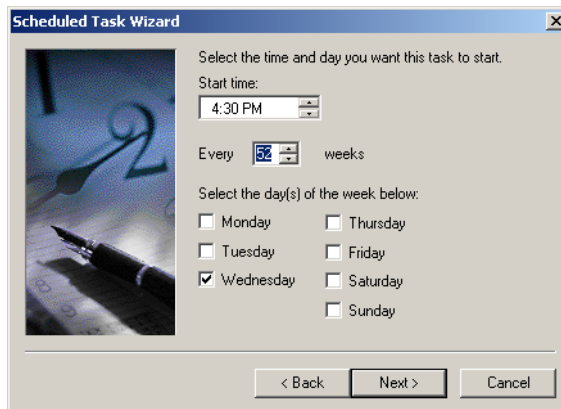 Scheduled Task Wizard
Select the time and day you want this task to start.
Start time:
4:30 PM
Every 52 weeks
Select the day(s) of the week below:
Monday Thursday
Tuesday Friday
Wednesday Saturday
Sunday
< Back Next > Cancel